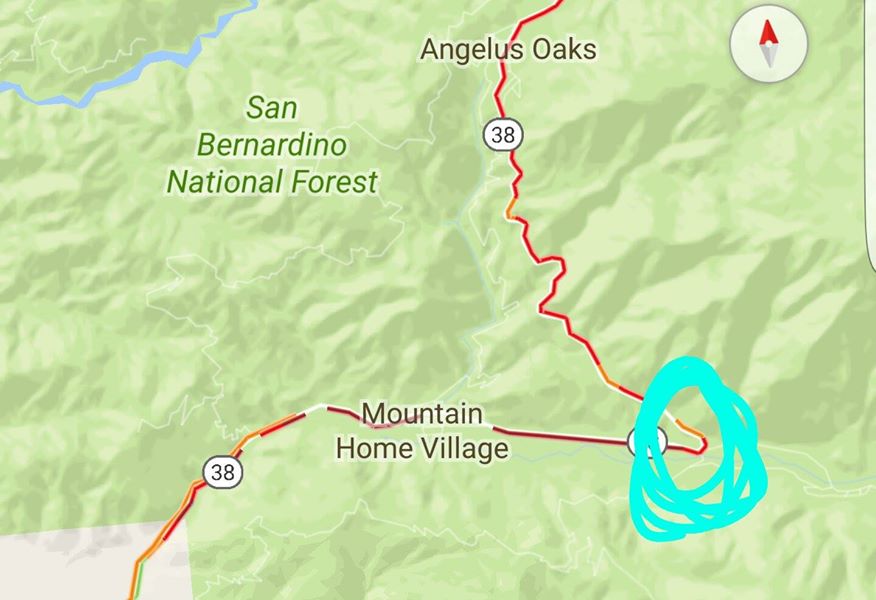 Angelus Oaks
38
San
Bernardino
National Forest
Mountain
Home Village
38